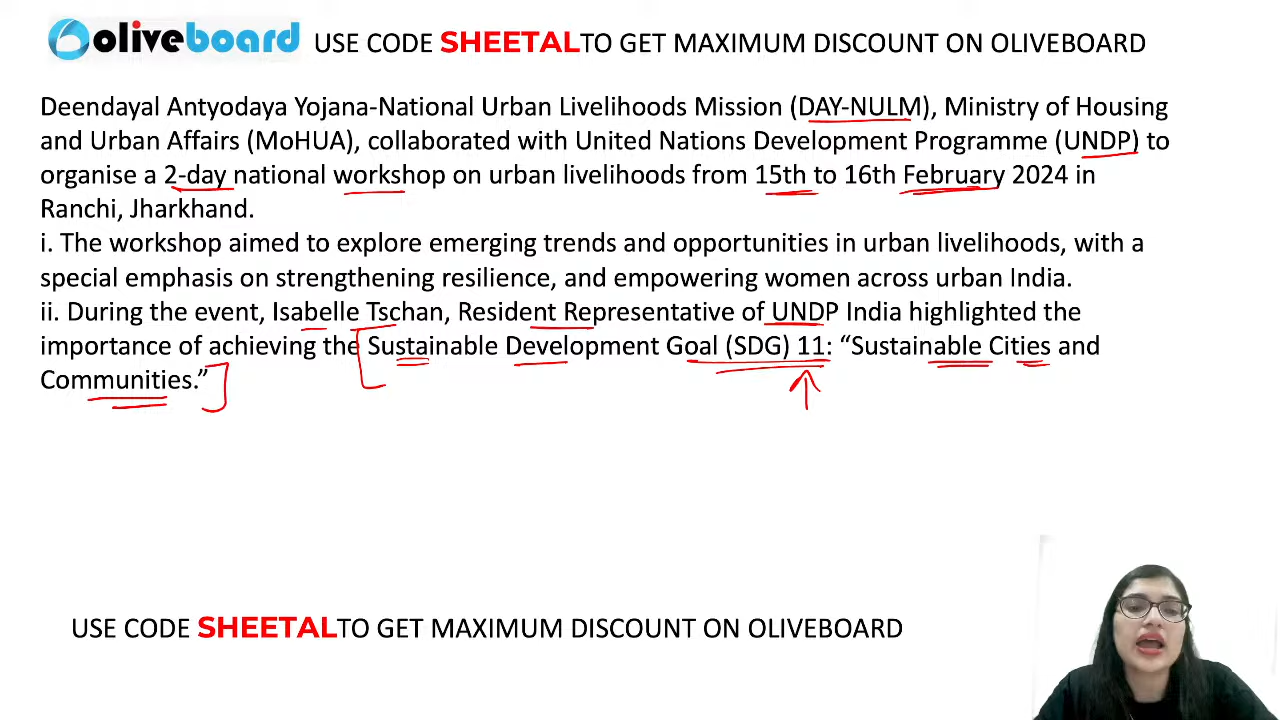 oliveboard USE CODE SHEETAL TO GET MAXIMUM DISCOUNT ON OLIVEBOARD
Deendayal Antyodaya Yojana-National Urban Livelihoods Mission (DAY-NULM), Ministry of Housing
and Urban Affairs (MoHUA), collaborated with United Nations Development Programme (UNDP) to
organise a 2-day national workshop on urban livelihoods from 15th to 16th February 2024 in
Ranchi, Jharkhand.
i. The workshop aimed to explore emerging trends and opportunities in urban livelihoods, with a
special emphasis on strengthening resilience, and empowering women across urban India.
ii. During the event, Isabelle Tschan, Resident Representative of UNDP India highlighted the
importance of achieving the Sustainable Development Goal (SDG) 11: “Sustainable Cities and
Communities.”
USE CODE SHEETAL TO GET MAXIMUM DISCOUNT ON OLIVEBOARD